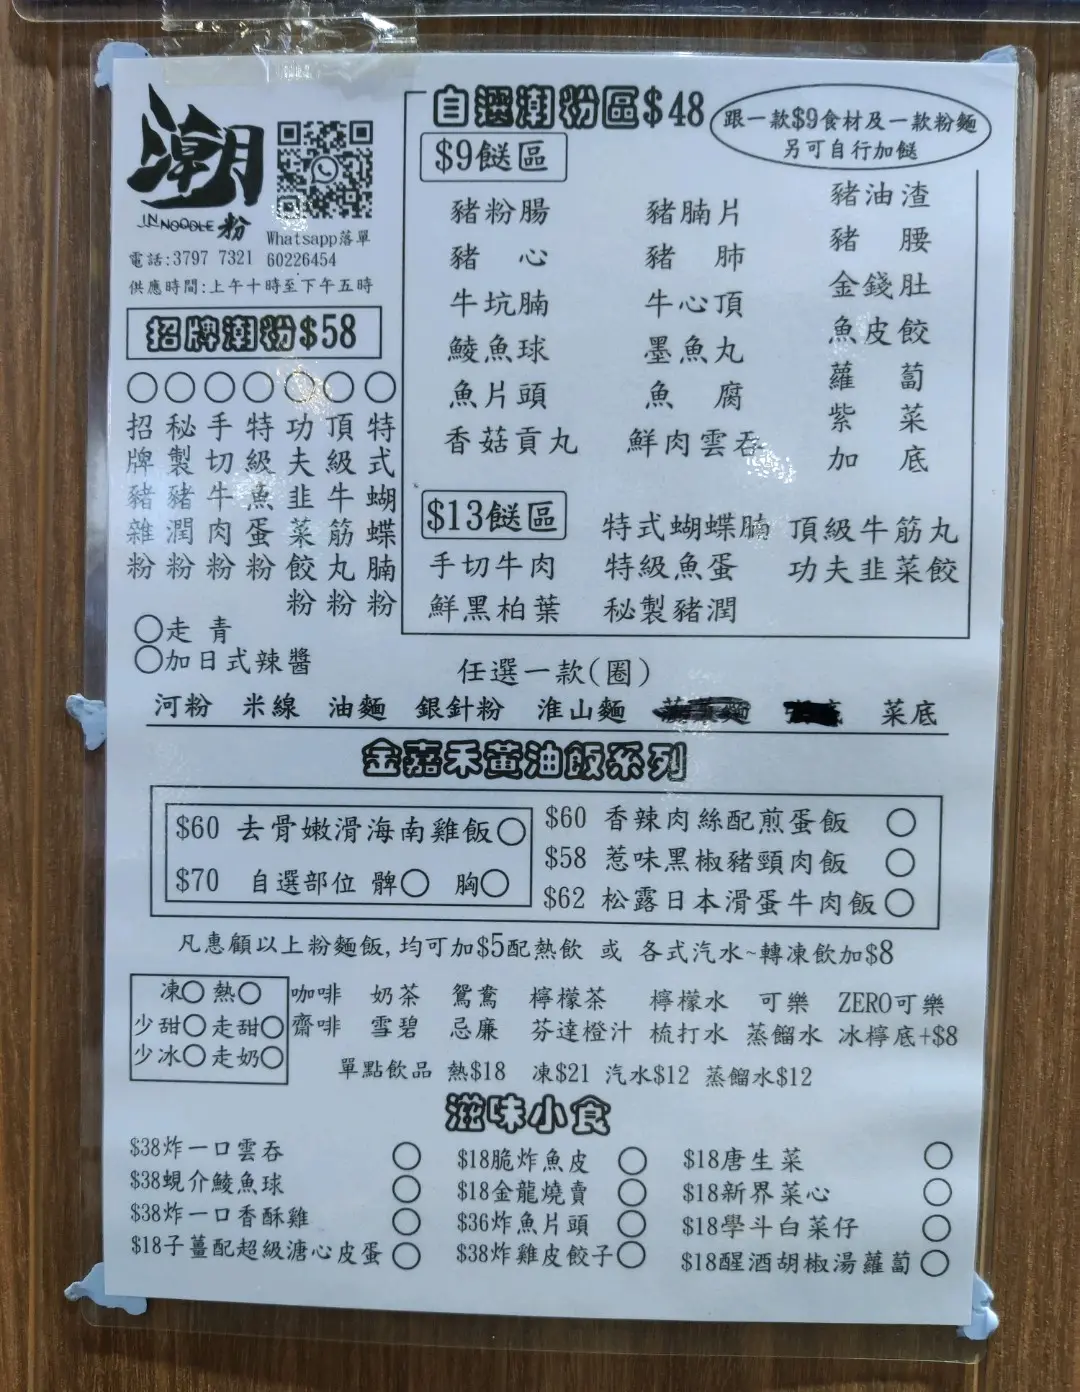 潮
IN NOODLE 粉
Whatsapp落單
電話:3797 7321 60226454
供應時間:上午十時至下午五時
招牌潮粉$58
招牌豬雜粉
秘製豬潤粉
手切牛肉粉
特級魚蛋粉
功夫韭菜餃粉
頂級牛筋丸粉
特式蝴蝶腩粉
走青
加日式辣醬
自選潮粉區$48
跟一款$9食材及一款粉麵
另可自行加餸
$9餸區
豬粉腸 豬腩片 豬油渣
豬心 豬肺 豬腰
牛坑腩 牛心頂 金錢肚
鯪魚球 墨魚丸 魚皮餃
魚片頭 魚腐 蘿蔔
香菇貢丸 鮮肉雲吞 紫菜
加底
$13餸區 特式蝴蝶腩 頂級牛筋丸
手切牛肉 特級魚蛋 功夫韭菜餃
鮮黑柏葉 秘製豬潤
任選一款(圈)
河粉 米線 油麵 銀針粉 淮山麵 菜底
金嘉禾黃油飯系列
$60 去骨嫩滑海南雞飯
$70 自選部位 髀 胸
$60 香辣肉絲配煎蛋飯
$58 惹味黑椒豬頸肉飯
$62 松露日本滑蛋牛肉飯
凡惠顧以上粉麵飯,均可加$5配熱飲 或 各式汽水~轉凍飲加$8
凍 熱 咖啡 奶茶 鴛鴦 檸檬茶 檸檬水 可樂 ZERO可樂
少甜 走甜 齋啡 雪碧 忌廉 芬達橙汁 梳打水 蒸餾水 冰檸底+$8
少冰 走奶
單點飲品 熱$18 凍$21 汽水$12 蒸餾水$12
滋味小食
$38炸一口雲吞 $18脆炸魚皮 $18唐生菜
$38蜆介鯪魚球 $18金龍燒賣 $18新界菜心
$38炸一口香酥雞 $36炸魚片頭 $18學斗白菜仔
$18子薑配超級溏心皮蛋 $38炸雞皮餃子 $18醒酒胡椒湯蘿蔔